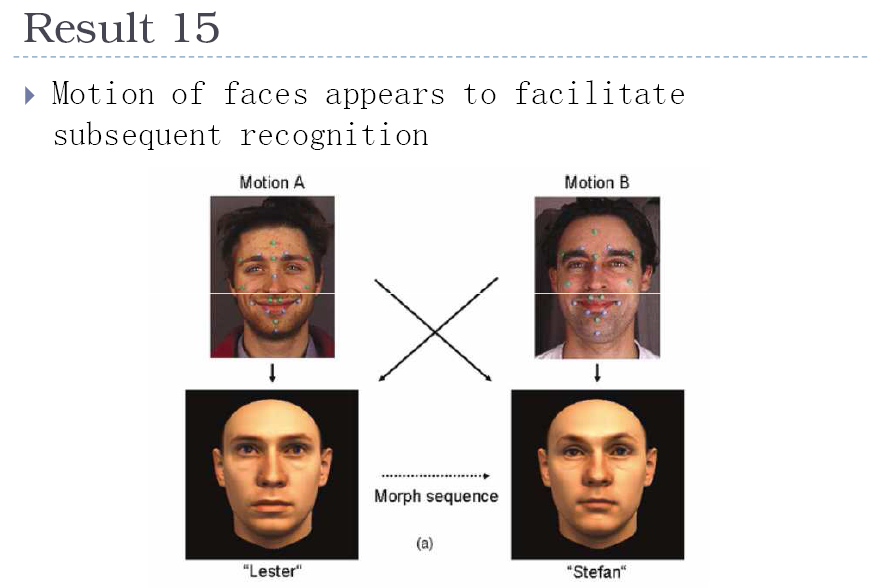 Result 15
Motion of faces appears to facilitate
subsequent recognition
Motion A
Motion B
Morph sequence
(a)
"Lester"
"Stefan"